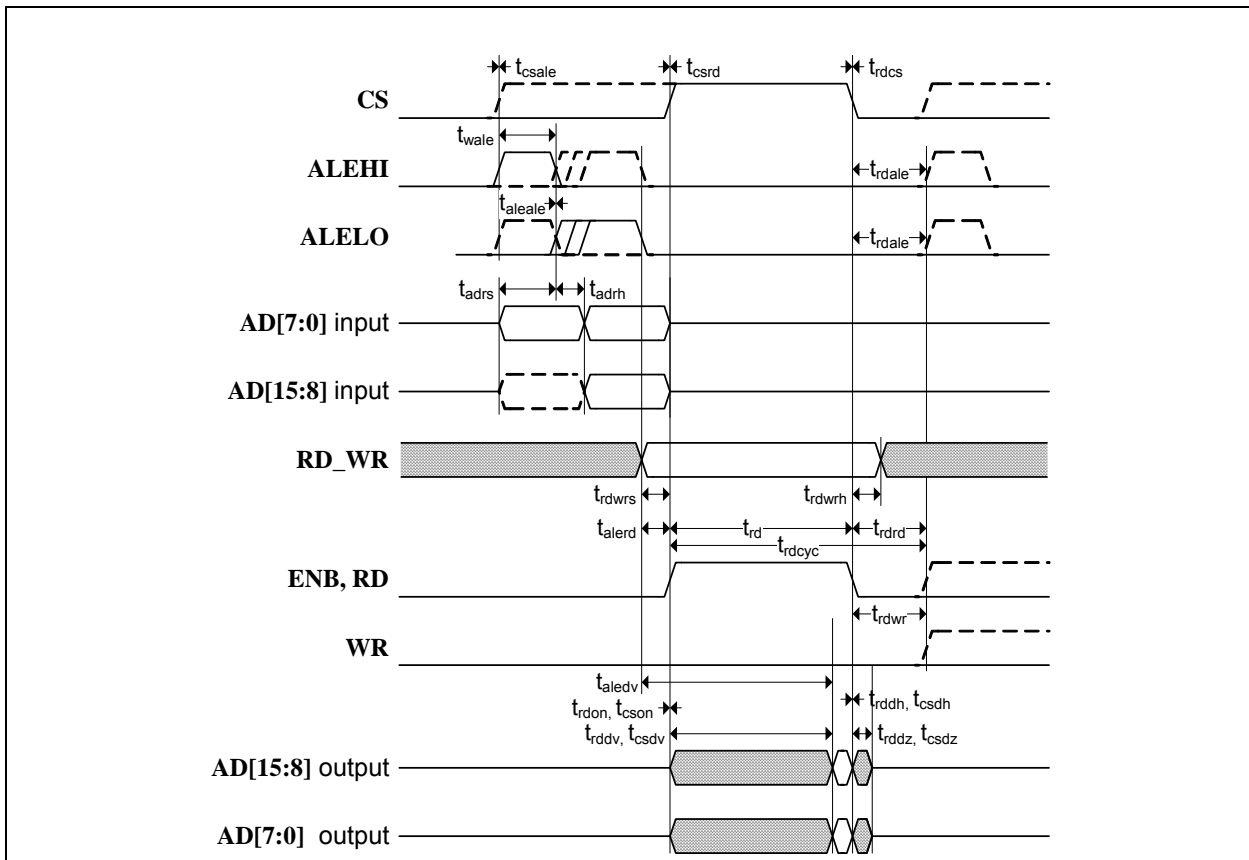 tcsale tcsrd trdcs
CS
twale
ALEHI
trdale
taleale
ALELO
trdale
tadrs tadrh
AD[7:0] input
AD[15:8] input
RD_WR
trdwrs trdwrh
talerd trd trdrd
trdcyc
ENB, RD
trdwr
WR
taledv
trdon, tcson trddh, tcsdh
trddv, tcsdv trddz, tcsdz
AD[15:8] output
AD[7:0] output